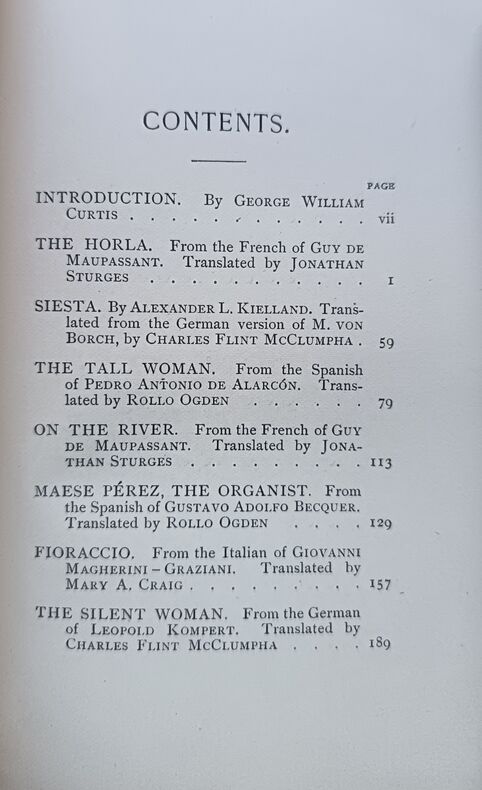 CONTENTS.
PAGE
INTRODUCTION. By GEORGE WILLIAM
CURTIS . . . . . . . . . . . . vii
THE HORLA. From the French of GUY DE
MAUPASSANT. Translated by JONATHAN
STURGES . . . . . . . . . . . 1
SIESTA. By ALEXANDER L. KIELLAND. Trans-
lated from the German version of M. VON
BORCH, by CHARLES FLINT MCCLUMPHA . 59
THE TALL WOMAN. From the Spanish
of PEDRO ANTONIO DE ALARCÓN. Trans-
lated by ROLLO OGDEN . . . . . . 79
ON THE RIVER. From the French of GUY
DE MAUPASSANT. Translated by JONA-
THAN STURGES . . . . . . . . . 113
MAESE PÉREZ, THE ORGANIST. From
the Spanish of GUSTAVO ADOLFO BECQUER.
Translated by ROLLO OGDEN . . . . 129
FIORACCIO. From the Italian of GIOVANNI
MAGHERINI–GRAZIANI. Translated by
MARY A. CRAIG . . . . . . . . . 157
THE SILENT WOMAN. From the German
of LEOPOLD KOMPERT. Translated by
CHARLES FLINT MCCLUMPHA . . . . 189